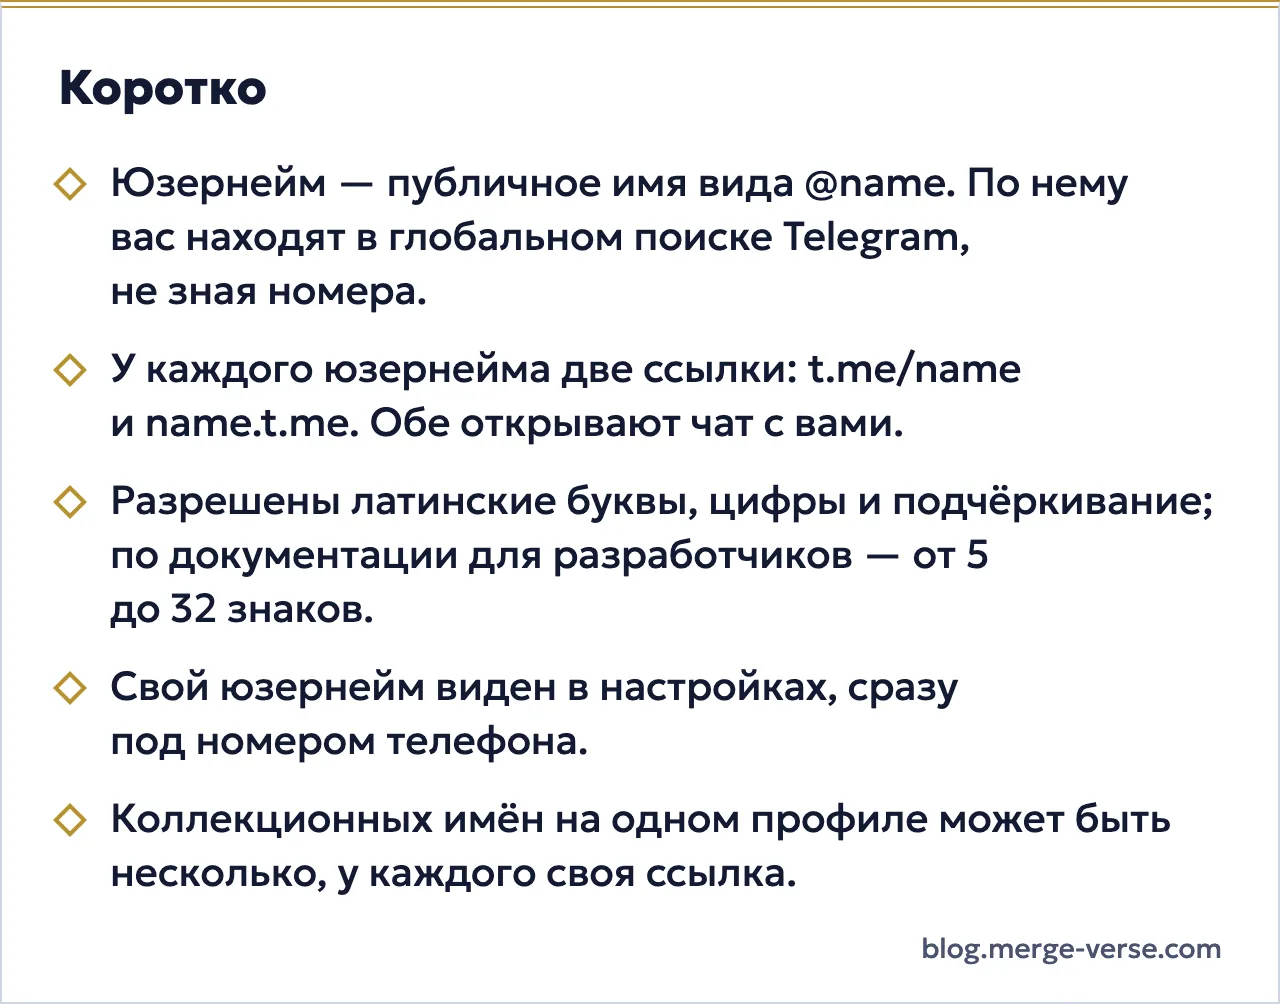 Коротко
Юзернейм — публичное имя вида @name. По нему
вас находят в глобальном поиске Telegram,
не зная номера.
У каждого юзернейма две ссылки: t.me/name
и name.t.me. Обе открывают чат с вами.
Разрешены латинские буквы, цифры и подчёркивание;
по документации для разработчиков — от 5
до 32 знаков.
Свой юзернейм виден в настройках, сразу
под номером телефона.
Коллекционных имён на одном профиле может быть
несколько, у каждого своя ссылка.
blog.merge-verse.com